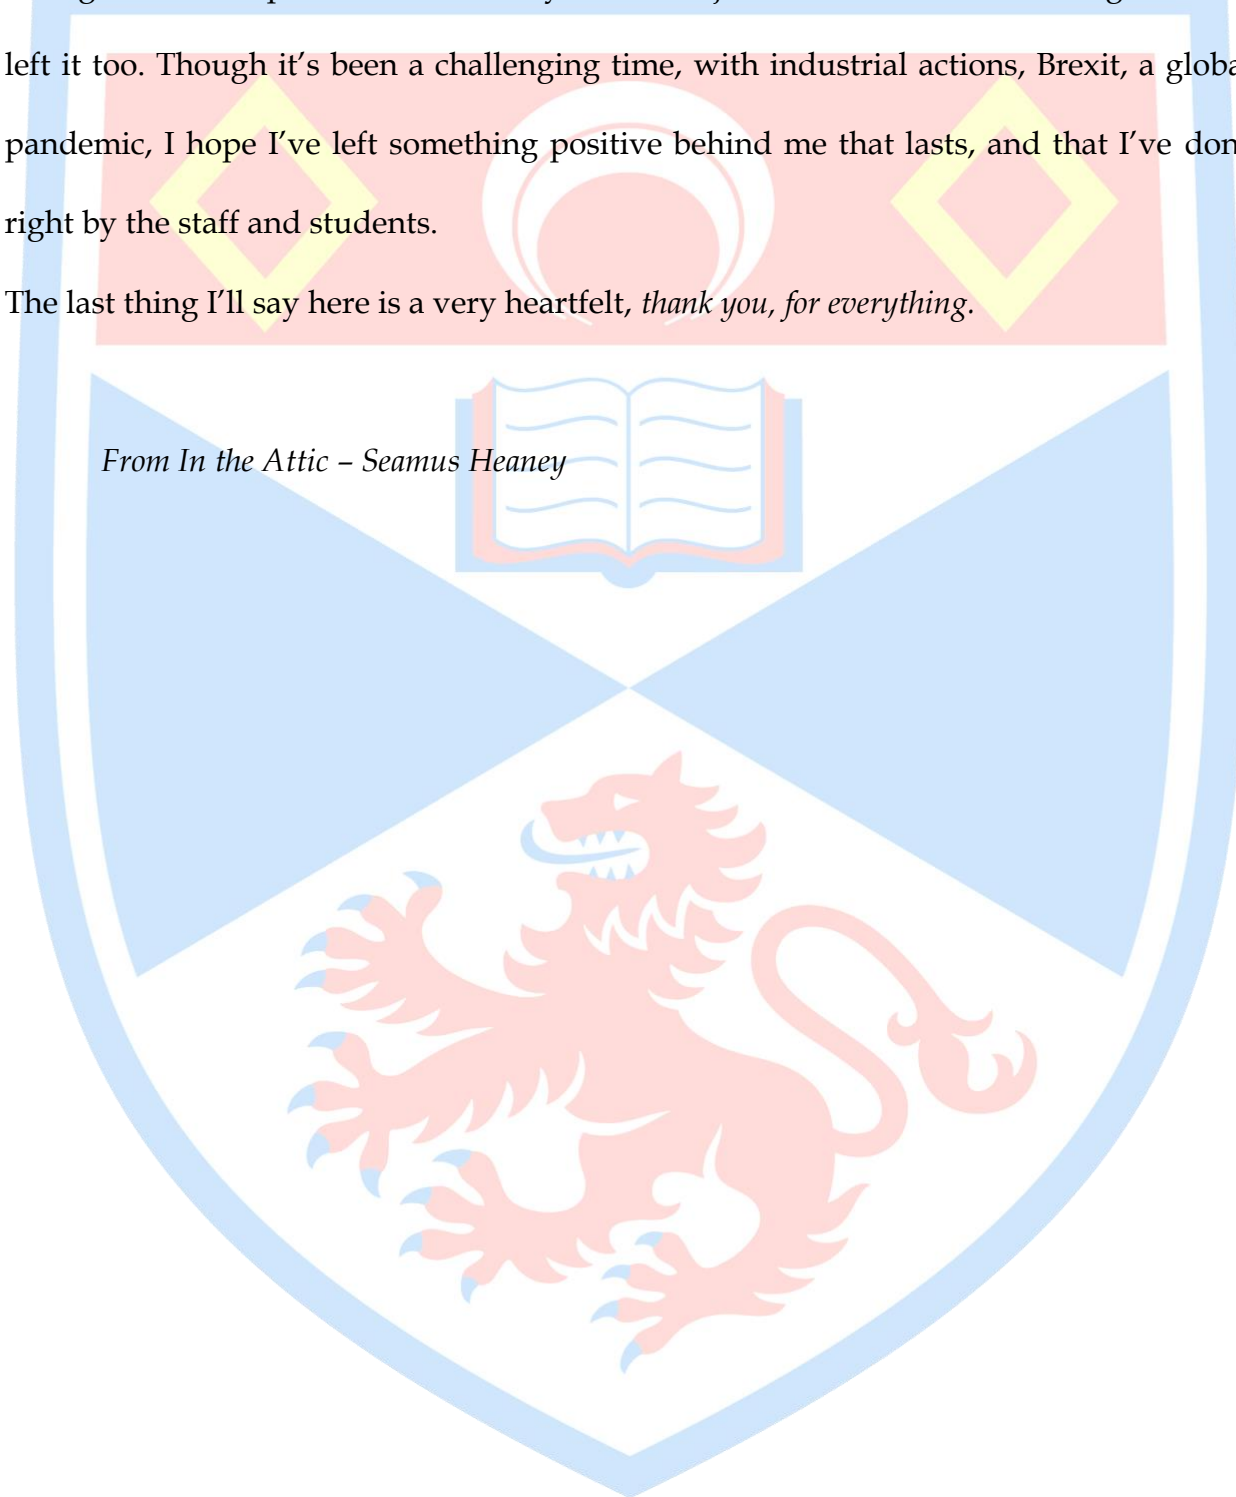 left it too. Though it’s been a challenging time, with industrial actions, Brexit, a globa
pandemic, I hope I’ve left something positive behind me that lasts, and that I’ve don
right by the staff and students.
The last thing I’ll say here is a very heartfelt, thank you, for everything.
From In the Attic – Seamus Heaney